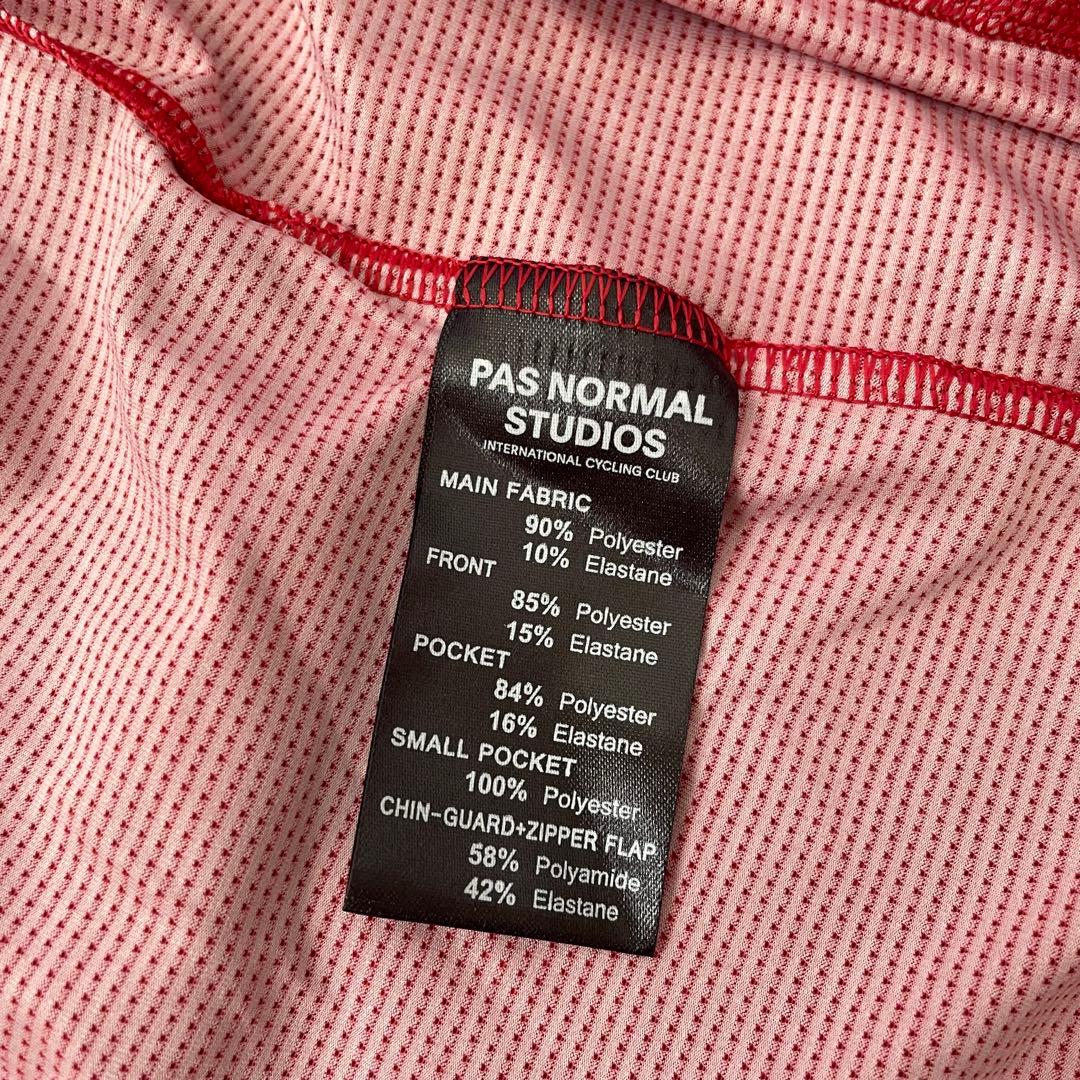 PAS NORMAL
STUDIOS
INTERNATIONAL CYCLING CLUB
MAIN FABRIC
90% Polyester
10% Elastane
FRONT
85% Polyester
15% Elastane
POCKET
84% Polyester
16% Elastane
SMALL POCKET
100% Polyester
CHIN-GUARD+ZIPPER FLAP
58% Polyamide
42% Elastane